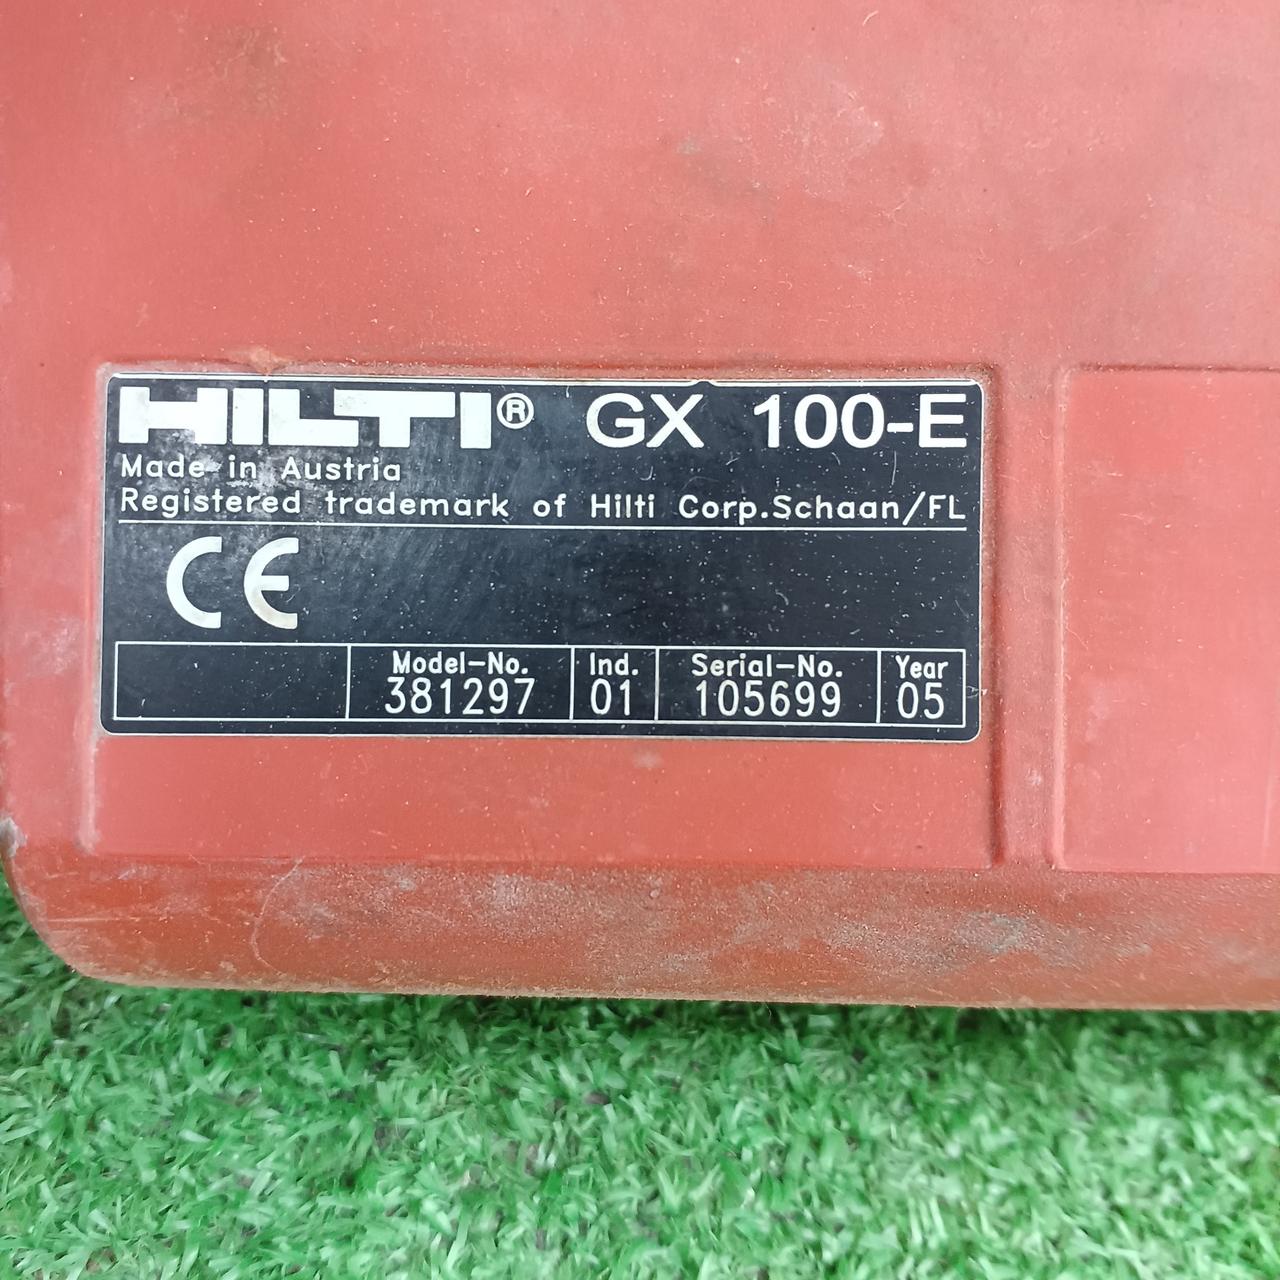 HILTI® GX 100-E
Made in Austria
Registered trademark of Hilti Corp.Schaan/FL
CE
Model-No. Ind. Serial-No. Year
381297 01 105699 05